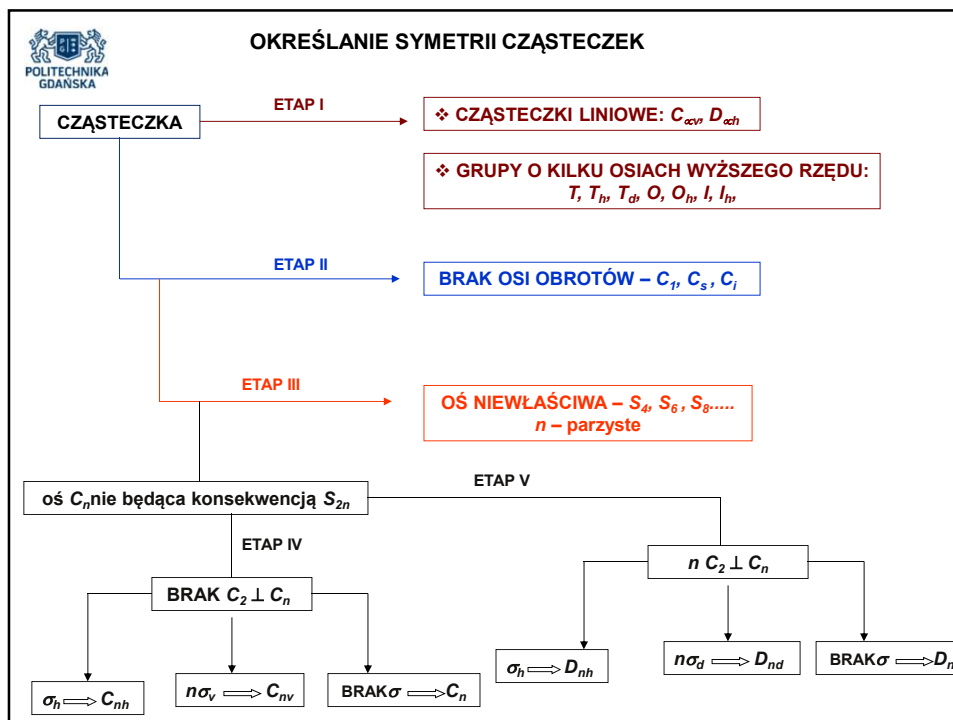 POLITECHNIKA
GDAŃSKA
OKREŚLANIE SYMETRII CZĄSTECZEK
CZĄSTECZKA
ETAP I
❖ CZĄSTECZKI LINIOWE: C∝v, D∝h
❖ GRUPY O KILKU OSIACH WYŻSZEGO RZĘDU:
T, Th, Td, O, Oh, I, Ih,
ETAP II
BRAK OSI OBROTÓW – C1, Cs , Ci
ETAP III
OŚ NIEWŁAŚCIWA – S4, S6 , S8.....
n – parzyste
oś Cnnie będąca konsekwencją S2n
ETAP V
ETAP IV
BRAK C2 ⊥ Cn
n C2 ⊥ Cn
σh ⟹ Cnh
nσv ⟹ Cnv
BRAKσ ⟹ Cn
σh ⟹ Dnh
nσd ⟹ Dnd
BRAKσ ⟹ Dn